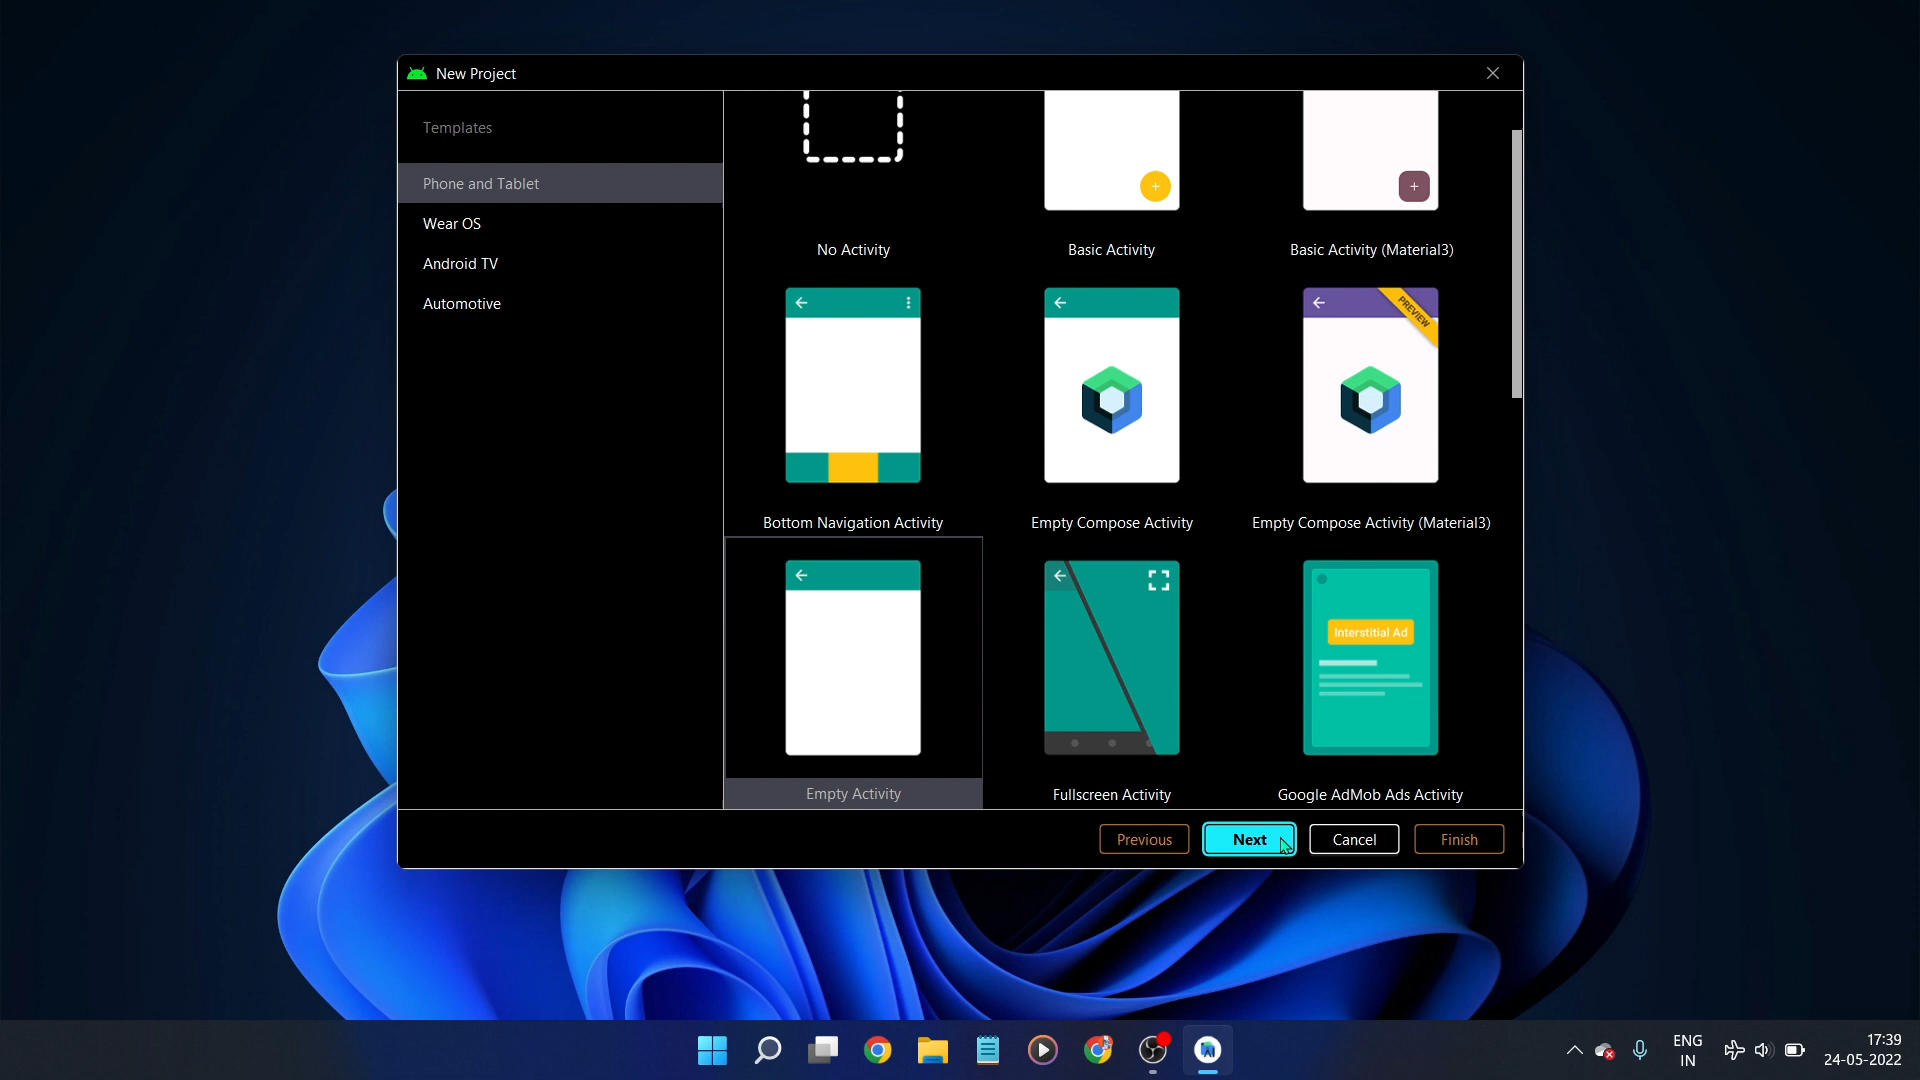 New Project
Templates
Phone and Tablet
Wear OS
Android TV
Automotive
No Activity
Basic Activity
Basic Activity (Material3)
PREVIEW
Bottom Navigation Activity
Empty Compose Activity
Empty Compose Activity (Material3)
Interstitial Ad
Empty Activity
Fullscreen Activity
Google AdMob Ads Activity
Previous
Next
Cancel
Finish
ENG
IN
17:39
24-05-2022